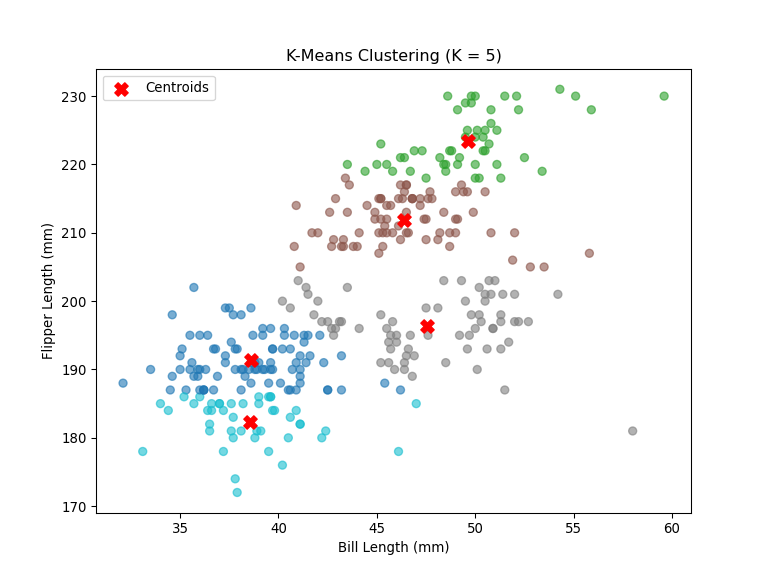 K-Means Clustering (K = 5)
Centroids
230
220
210
200
190
180
170
Flipper Length (mm)
35 40 45 50 55 60
Bill Length (mm)